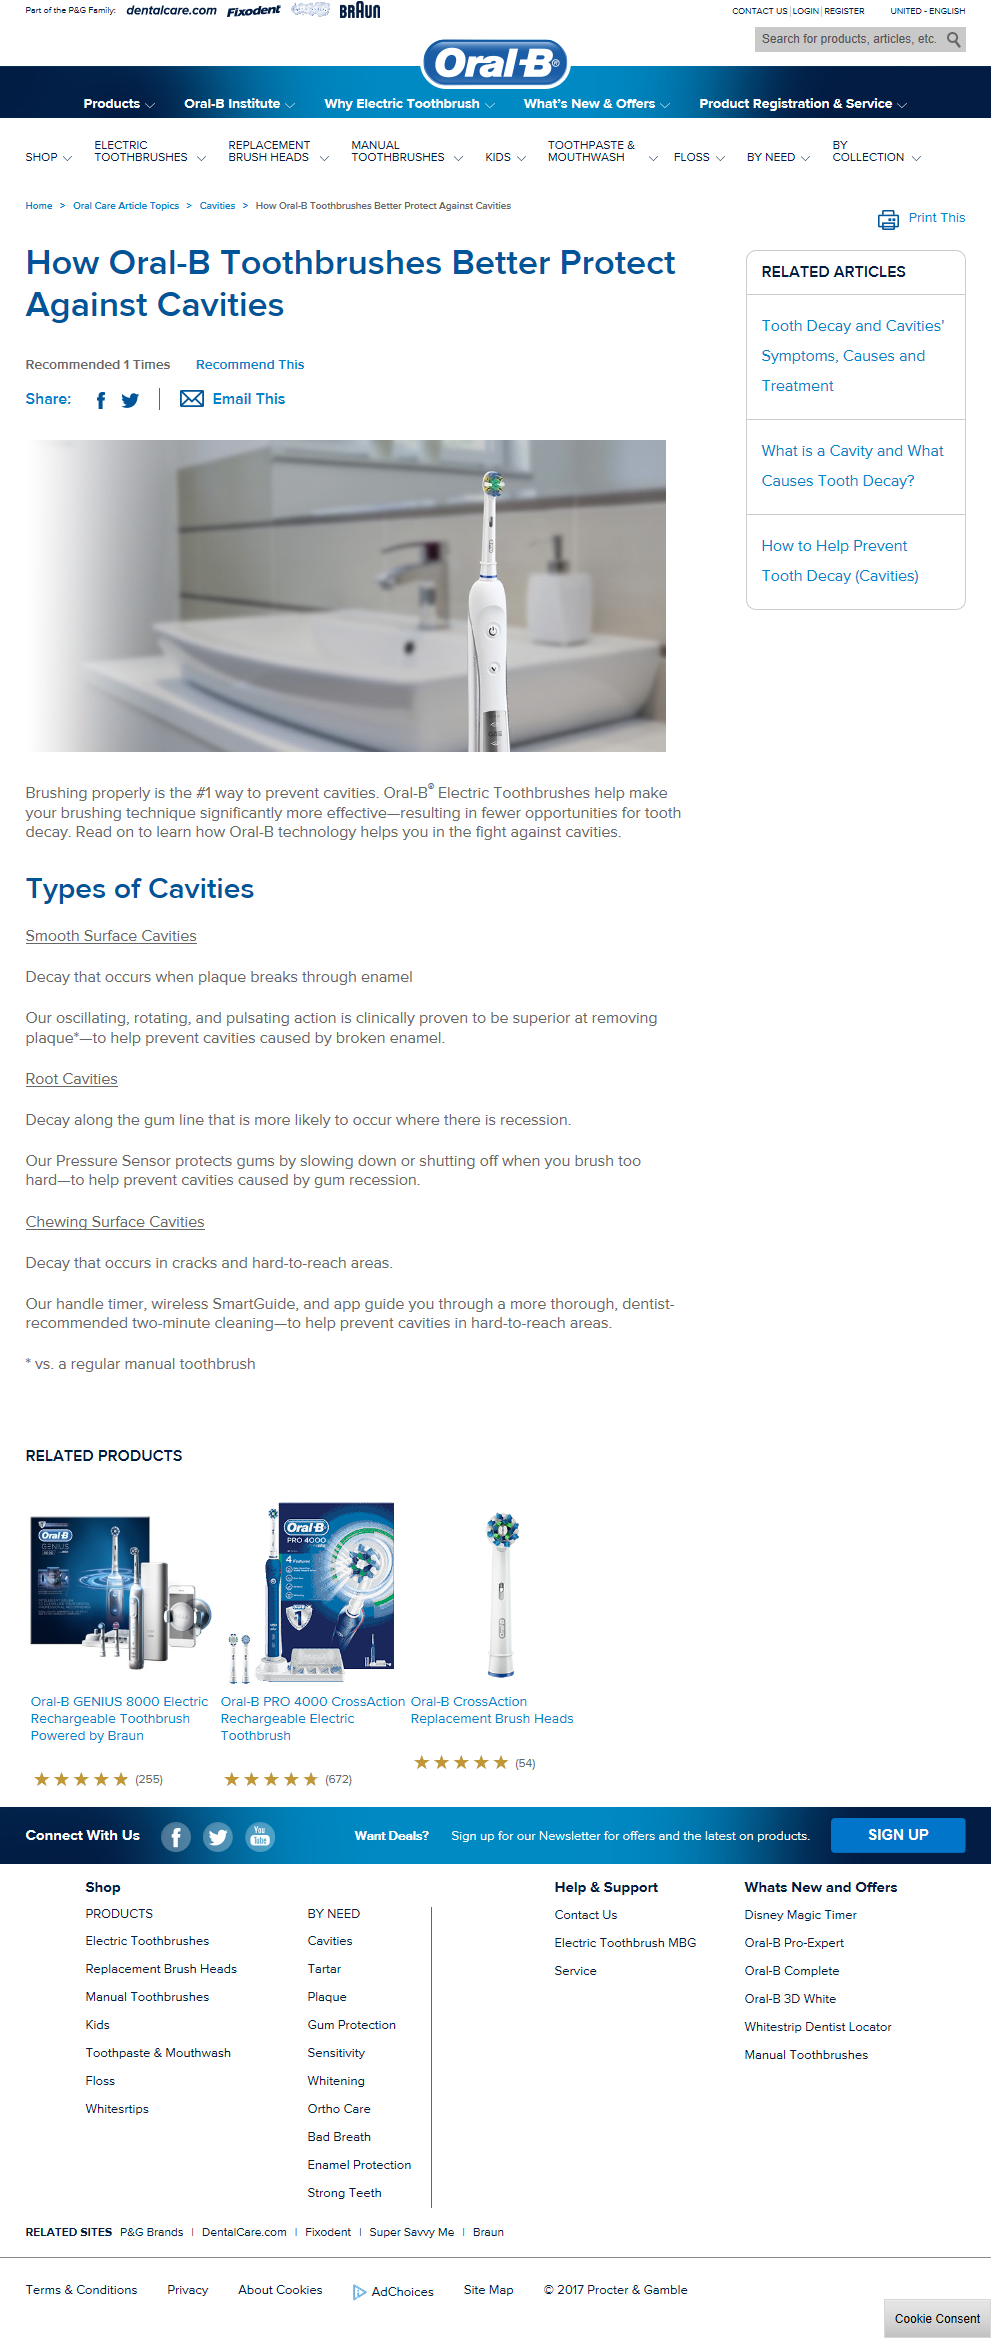 Part of the P&G Family: dentalcare.com Fixodent BRAUN
CONTACT US | LOGIN | REGISTER UNITED - ENGLISH
Search for products, articles, etc.
Oral-B®
Products Oral-B Institute Why Electric Toothbrush What's New & Offers Product Registration & Service
SHOP ELECTRIC TOOTHBRUSHES REPLACEMENT BRUSH HEADS MANUAL TOOTHBRUSHES KIDS TOOTHPASTE & MOUTHWASH FLOSS BY NEED BY COLLECTION
Home > Oral Care Article Topics > Cavities > How Oral-B Toothbrushes Better Protect Against Cavities
Print This
How Oral-B Toothbrushes Better Protect
Against Cavities
Recommended 1 Times Recommend This
Share: Email This
RELATED ARTICLES
Tooth Decay and Cavities'
Symptoms, Causes and
Treatment
What is a Cavity and What
Causes Tooth Decay?
How to Help Prevent
Tooth Decay (Cavities)
Brushing properly is the #1 way to prevent cavities. Oral-B® Electric Toothbrushes help make
your brushing technique significantly more effective—resulting in fewer opportunities for tooth
decay. Read on to learn how Oral-B technology helps you in the fight against cavities.
Types of Cavities
Smooth Surface Cavities
Decay that occurs when plaque breaks through enamel
Our oscillating, rotating, and pulsating action is clinically proven to be superior at removing
plaque*—to help prevent cavities caused by broken enamel.
Root Cavities
Decay along the gum line that is more likely to occur where there is recession.
Our Pressure Sensor protects gums by slowing down or shutting off when you brush too
hard—to help prevent cavities caused by gum recession.
Chewing Surface Cavities
Decay that occurs in cracks and hard-to-reach areas.
Our handle timer, wireless SmartGuide, and app guide you through a more thorough, dentist-
recommended two-minute cleaning—to help prevent cavities in hard-to-reach areas.
* vs. a regular manual toothbrush
RELATED PRODUCTS
Oral-B
GENIUS
Oral-B
PRO 4000
4 Features
1
Oral-B GENIUS 8000 Electric
Rechargeable Toothbrush
Powered by Braun
(255)
Oral-B PRO 4000 CrossAction
Rechargeable Electric
Toothbrush
(672)
Oral-B CrossAction
Replacement Brush Heads
(54)
Connect With Us You Tube Want Deals? Sign up for our Newsletter for offers and the latest on products. SIGN UP
Shop
PRODUCTS
Electric Toothbrushes
Replacement Brush Heads
Manual Toothbrushes
Kids
Toothpaste & Mouthwash
Floss
Whitesrtips
BY NEED
Cavities
Tartar
Plaque
Gum Protection
Sensitivity
Whitening
Ortho Care
Bad Breath
Enamel Protection
Strong Teeth
Help & Support
Contact Us
Electric Toothbrush MBG
Service
Whats New and Offers
Disney Magic Timer
Oral-B Pro-Expert
Oral-B Complete
Oral-B 3D White
Whitestrip Dentist Locator
Manual Toothbrushes
RELATED SITES P&G Brands | DentalCare.com | Fixodent | Super Savvy Me | Braun
Terms & Conditions Privacy About Cookies AdChoices Site Map © 2017 Procter & Gamble
Cookie Consent